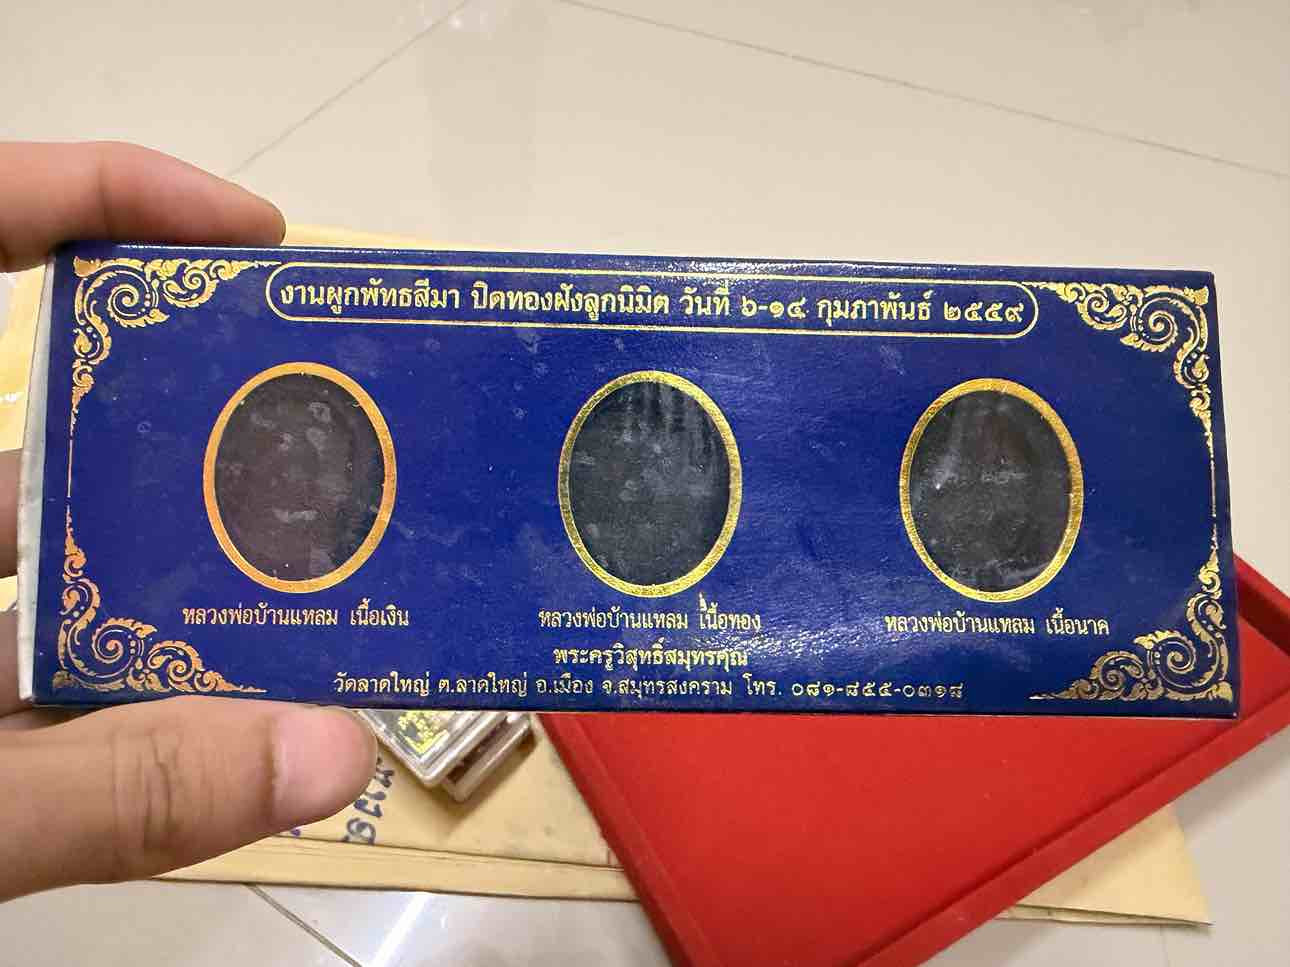 งานผูกพัทธสีมา ปิดทองฝังลูกนิมิต วันที่ ๖-๑๔ กุมภาพันธ์ ๒๕๕๙
หลวงพ่อบ้านแหลม เนื้อเงิน
หลวงพ่อบ้านแหลม เนื้อทอง
หลวงพ่อบ้านแหลม เนื้อนาค
พระครูวิสุทธิ์สมุทรคุณ
วัดลาดใหญ่ ต.ลาดใหญ่ อ.เมือง จ.สมุทรสงคราม โทร. ๐๘๑-๘๕๕-๐๓๑๘